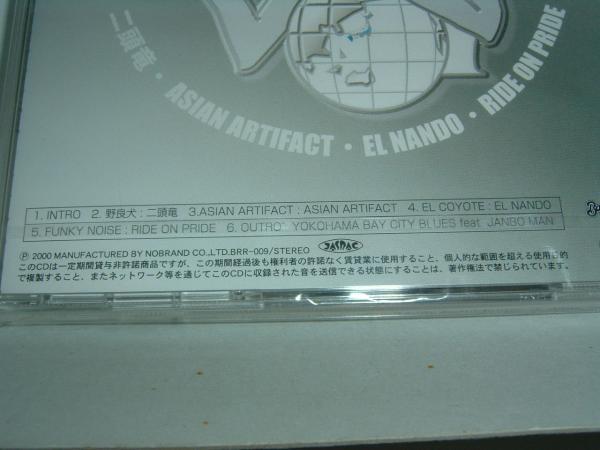 二頭竜・ASIAN ARTIFACT・EL NANDO・RIDE ON PRIDE
1. INTRO 2. 野良犬 : 二頭竜 3.ASIAN ARTIFACT : ASIAN ARTIFACT 4. EL COYOTE : EL NANDO
5. FUNKY NOISE : RIDE ON PRIDE 6. OUTRO: YOKOHAMA BAY CITY BLUES feat. JANBO MAN
Ⓟ 2000 MANUFACTURED BY NOBRAND CO.,LTD.BRR-009/STEREO JASRAC
このCDは一定期間貸与非許諾商品ですが、この期間経過後も権利者の許諾なく賃貸業に使用すること、個人的な範囲を超える使用目的
で複製すること、またネットワーク等を通じてこのCDに収録された音を送信できる状態にすることは、著作権法で禁じられています。